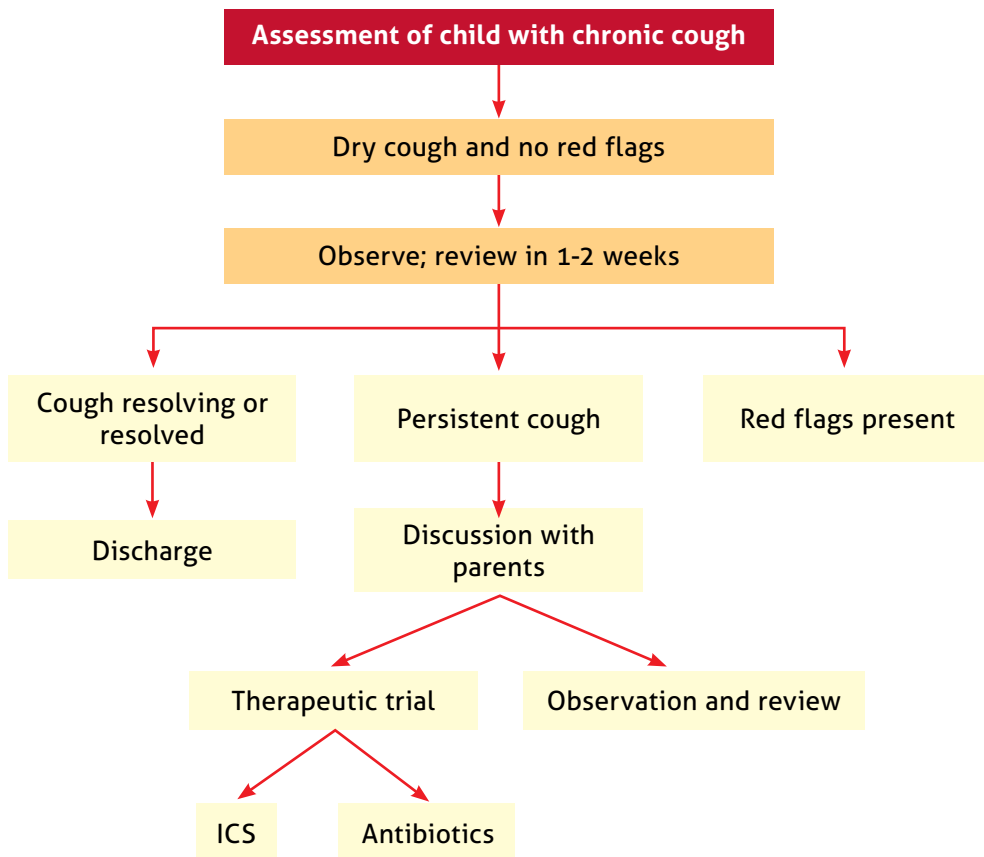 Assessment of child with chronic cough
Dry cough and no red flags
Observe; review in 1-2 weeks
Cough resolving or
resolved
Persistent cough
Red flags present
Discharge
Discussion with
parents
Therapeutic trial
Observation and review
ICS
Antibiotics